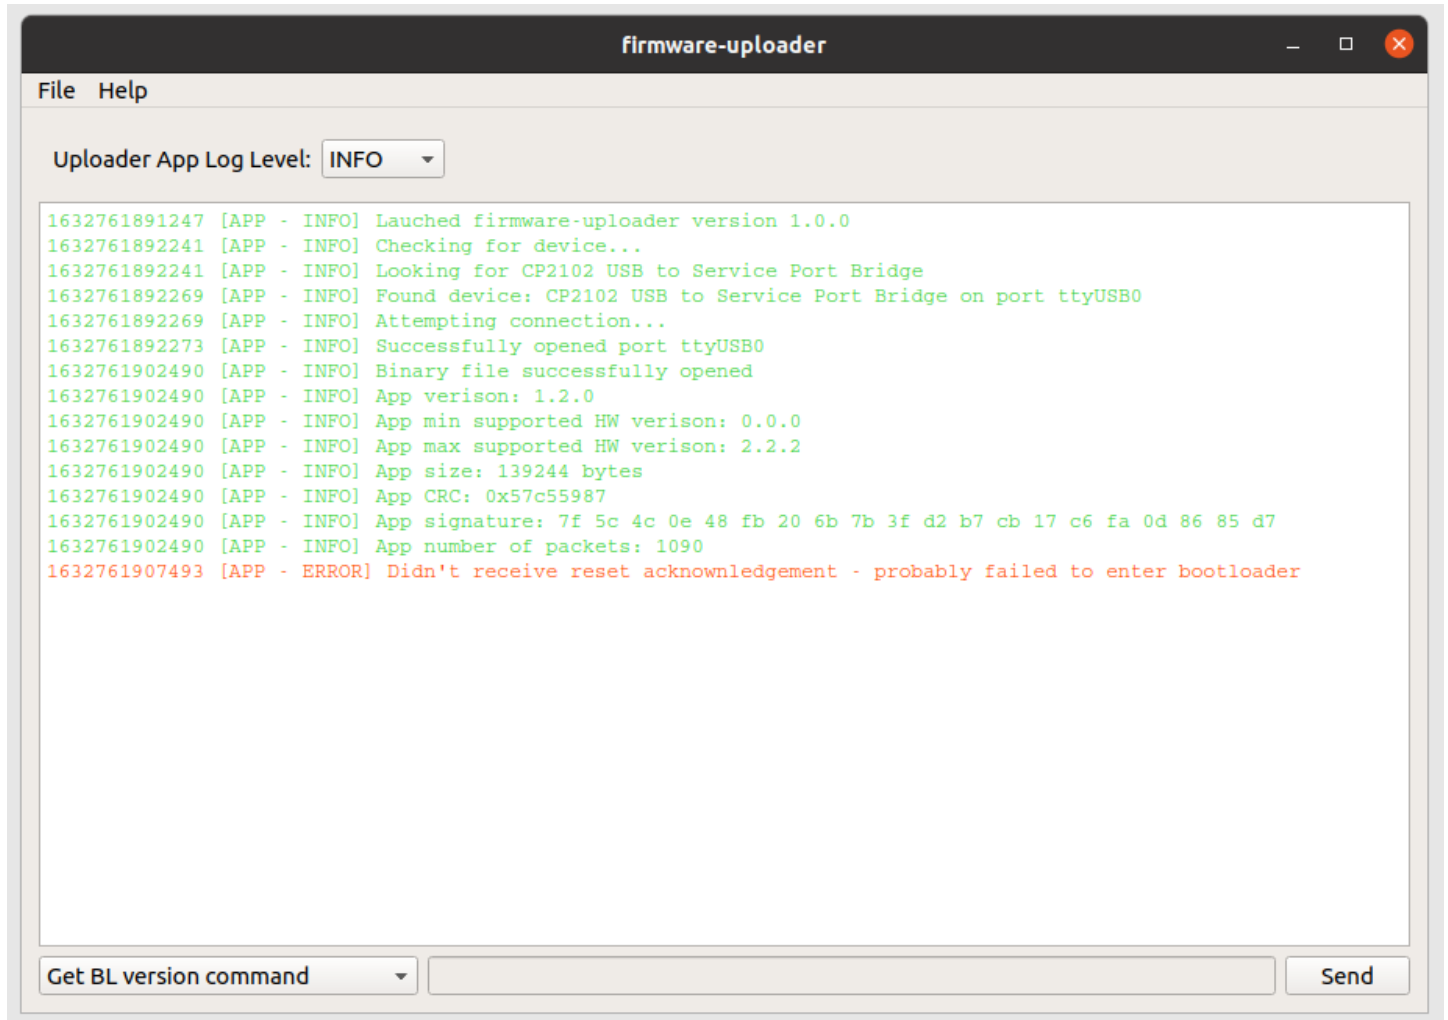 firmware-uploader
File Help
Uploader App Log Level: INFO
1632761891247 [APP - INFO] Lauched firmware-uploader version 1.0.0
1632761892241 [APP - INFO] Checking for device...
1632761892241 [APP - INFO] Looking for CP2102 USB to Service Port Bridge
1632761892269 [APP - INFO] Found device: CP2102 USB to Service Port Bridge on port ttyUSB0
1632761892269 [APP - INFO] Attempting connection...
1632761892273 [APP - INFO] Successfully opened port ttyUSB0
1632761902490 [APP - INFO] Binary file successfully opened
1632761902490 [APP - INFO] App verison: 1.2.0
1632761902490 [APP - INFO] App min supported HW verison: 0.0.0
1632761902490 [APP - INFO] App max supported HW verison: 2.2.2
1632761902490 [APP - INFO] App size: 139244 bytes
1632761902490 [APP - INFO] App CRC: 0x57c55987
1632761902490 [APP - INFO] App signature: 7f 5c 4c 0e 48 fb 20 6b 7b 3f d2 b7 cb 17 c6 fa 0d 86 85 d7
1632761902490 [APP - INFO] App number of packets: 1090
1632761907493 [APP - ERROR] Didn't receive reset acknownledgement - probably failed to enter bootloader
Get BL version command Send